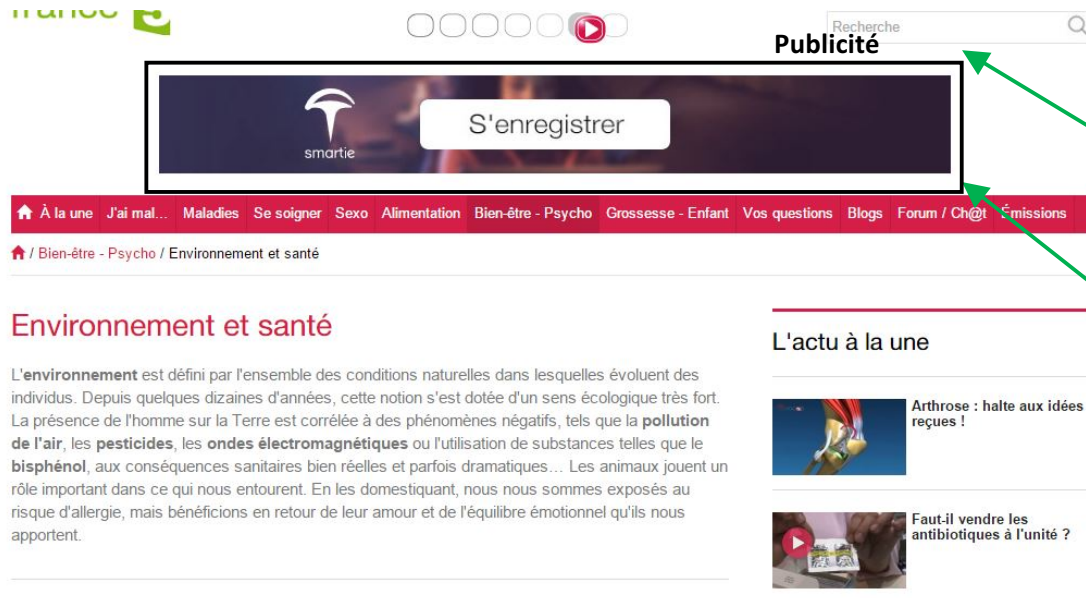 france 5
Recherche
Publicité
S'enregistrer
smartie
À la une J'ai mal... Maladies Se soigner Sexo Alimentation Bien-être - Psycho Grossesse - Enfant Vos questions Blogs Forum / Ch@t Émissions
/ Bien-être - Psycho / Environnement et santé
Environnement et santé
L'environnement est défini par l'ensemble des conditions naturelles dans lesquelles évoluent des
individus. Depuis quelques dizaines d'années, cette notion s'est dotée d'un sens écologique très fort.
La présence de l'homme sur la Terre est corrélée à des phénomènes négatifs, tels que la pollution
de l'air, les pesticides, les ondes électromagnétiques ou l'utilisation de substances telles que le
bisphénol, aux conséquences sanitaires bien réelles et parfois dramatiques… Les animaux jouent un
rôle important dans ce qui nous entourent. En les domestiquant, nous nous sommes exposés au
risque d'allergie, mais bénéficions en retour de leur amour et de l'équilibre émotionnel qu'ils nous
apportent.
L'actu à la une
Arthrose : halte aux idées
reçues !
Faut-il vendre les
antibiotiques à l'unité ?